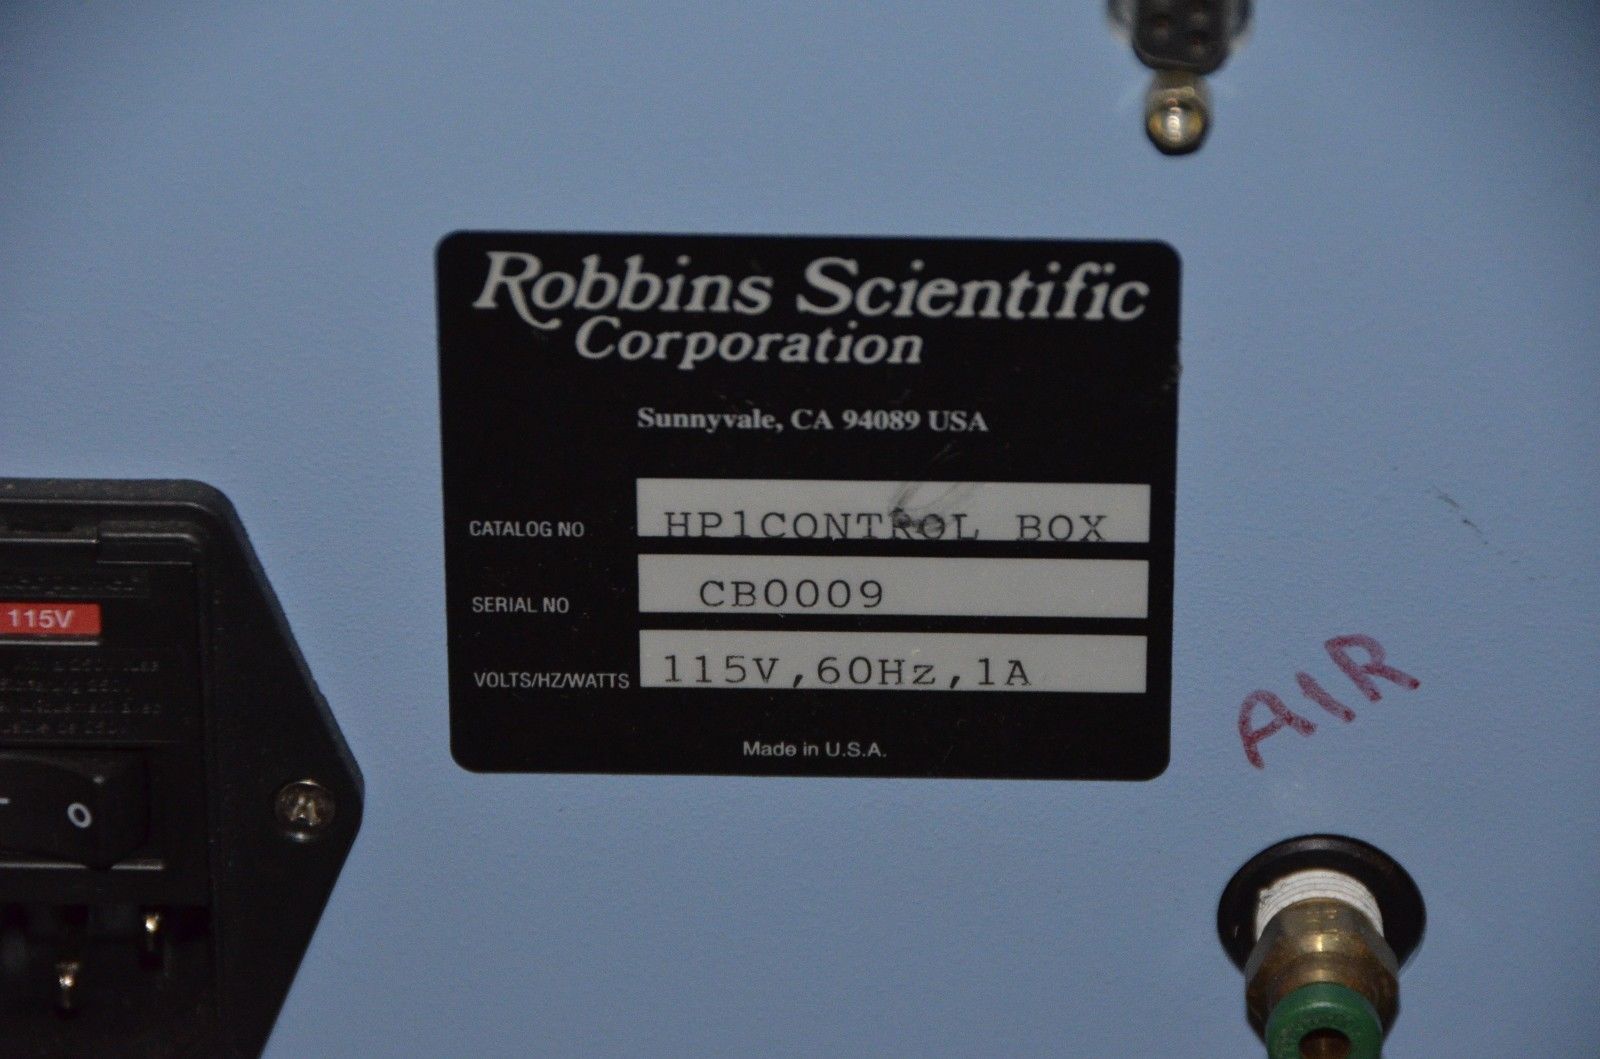 Robbins Scientific
Corporation
Sunnyvale, CA 94089 USA
CATALOG NO HP1CONTROL BOX
SERIAL NO CB0009
VOLTS/HZ/WATTS 115V,60Hz,1A
Made in U.S.A.
115V
O
AIR